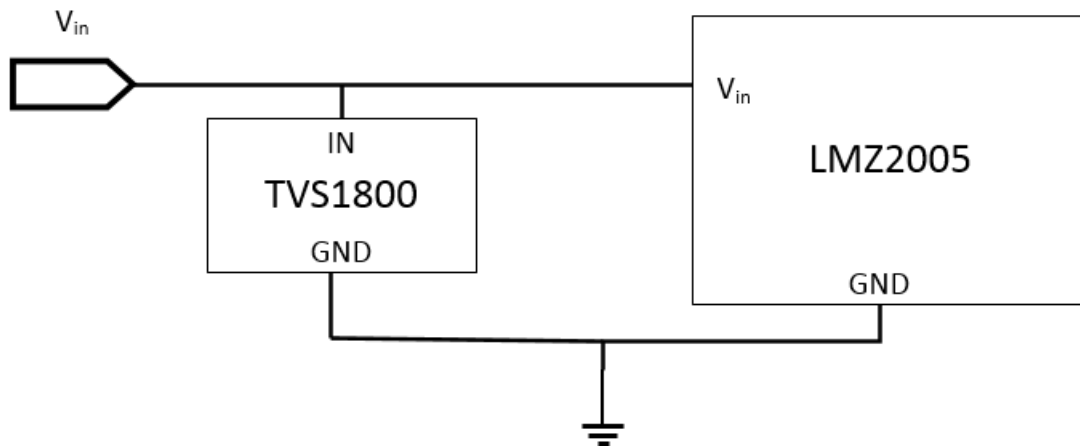 Vin
Vin
IN
LMZ2005
TVS1800
GND
GND